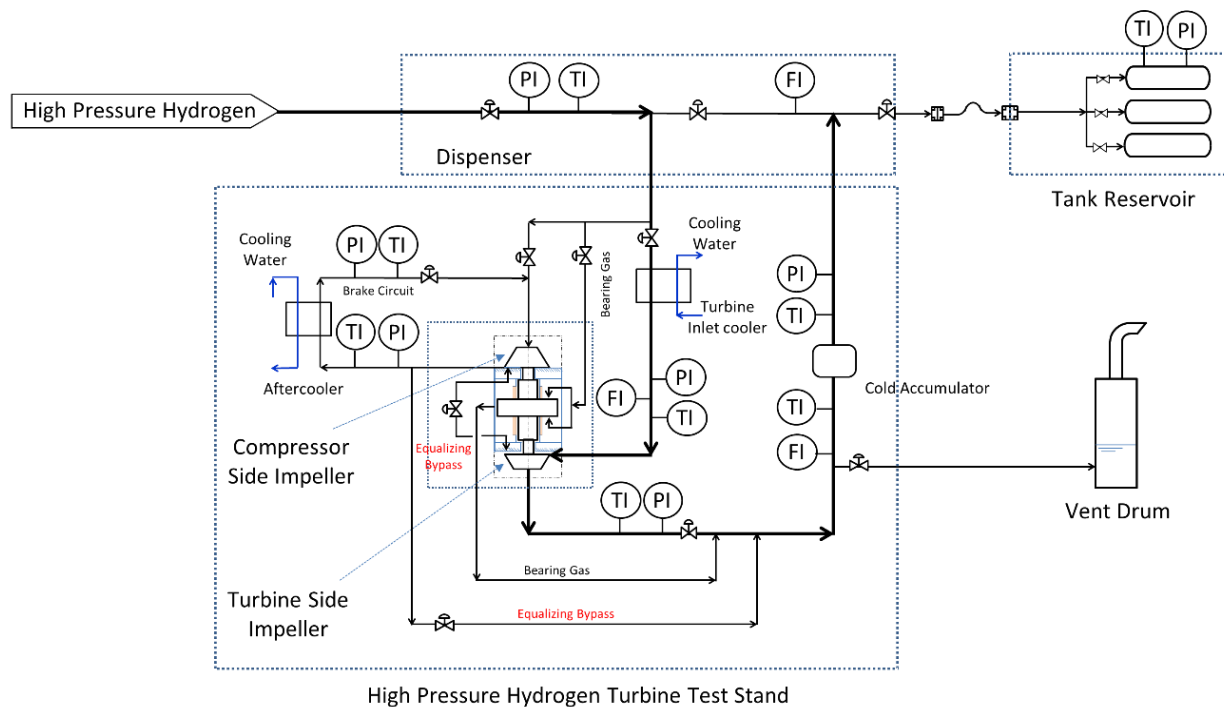 TI
PI
PI
TI
FI
High Pressure Hydrogen
Dispenser
Tank Reservoir
Cooling
Water
PI
TI
Brake Circuit
Bearing Gas
Cooling
Water
PI
Turbine
Inlet cooler
TI
TI
PI
Aftercooler
PI
FI
TI
Cold Accumulator
TI
FI
Compressor
Side Impeller
Equalizing
Bypass
TI
PI
Vent Drum
Bearing Gas
Turbine Side
Impeller
Equalizing Bypass
High Pressure Hydrogen Turbine Test Stand